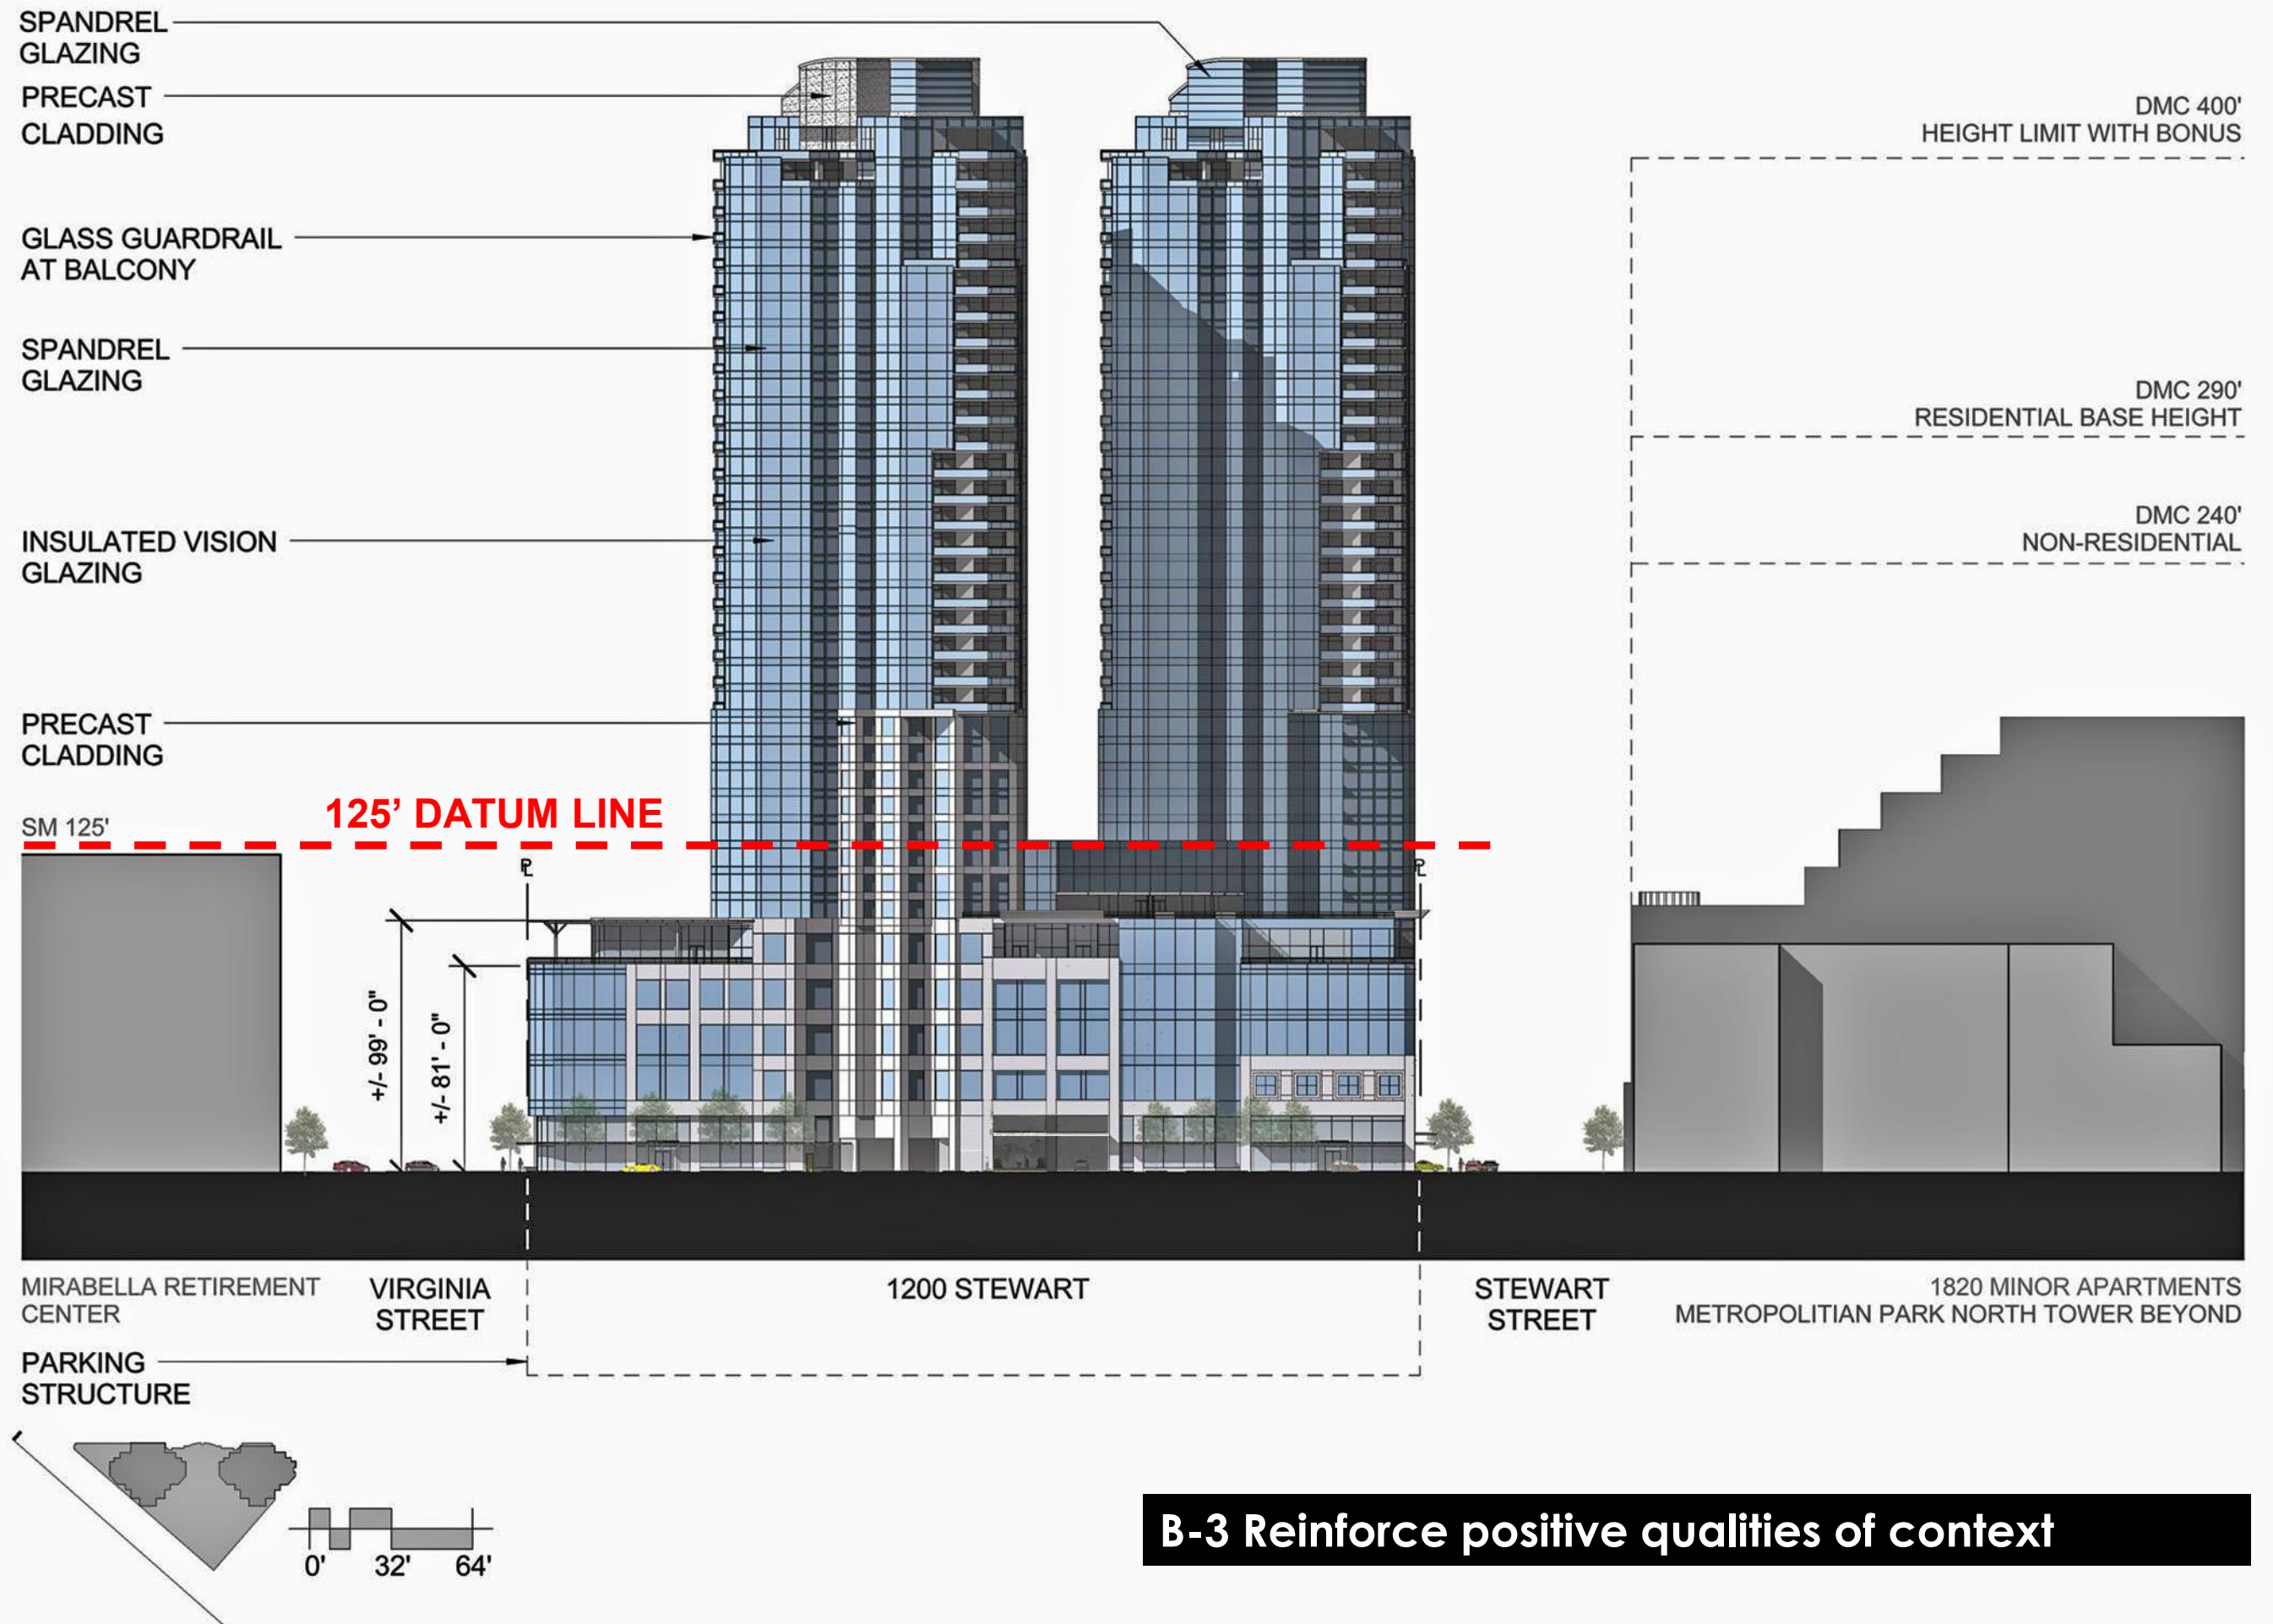 SPANDREL
GLAZING
PRECAST
CLADDING
DMC 400'
HEIGHT LIMIT WITH BONUS
GLASS GUARDRAIL
AT BALCONY
SPANDREL
GLAZING
DMC 290'
RESIDENTIAL BASE HEIGHT
INSULATED VISION
GLAZING
DMC 240'
NON-RESIDENTIAL
PRECAST
CLADDING
SM 125'
125’ DATUM LINE
PL
PL
+/- 99' - 0"
+/- 81' - 0"
MIRABELLA RETIREMENT
CENTER
VIRGINIA
STREET
1200 STEWART
STEWART
STREET
1820 MINOR APARTMENTS
METROPOLITIAN PARK NORTH TOWER BEYOND
PARKING
STRUCTURE
0' 32' 64'
B-3 Reinforce positive qualities of context